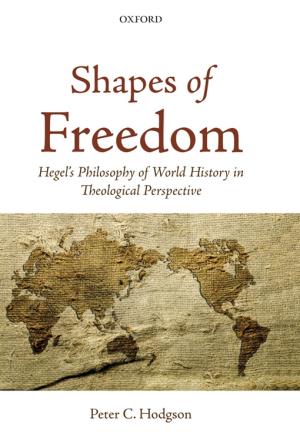 OXFORD
Shapes of
Freedom
Hegel's Philosophy of World History in
Theological Perspective
Peter C. Hodgson